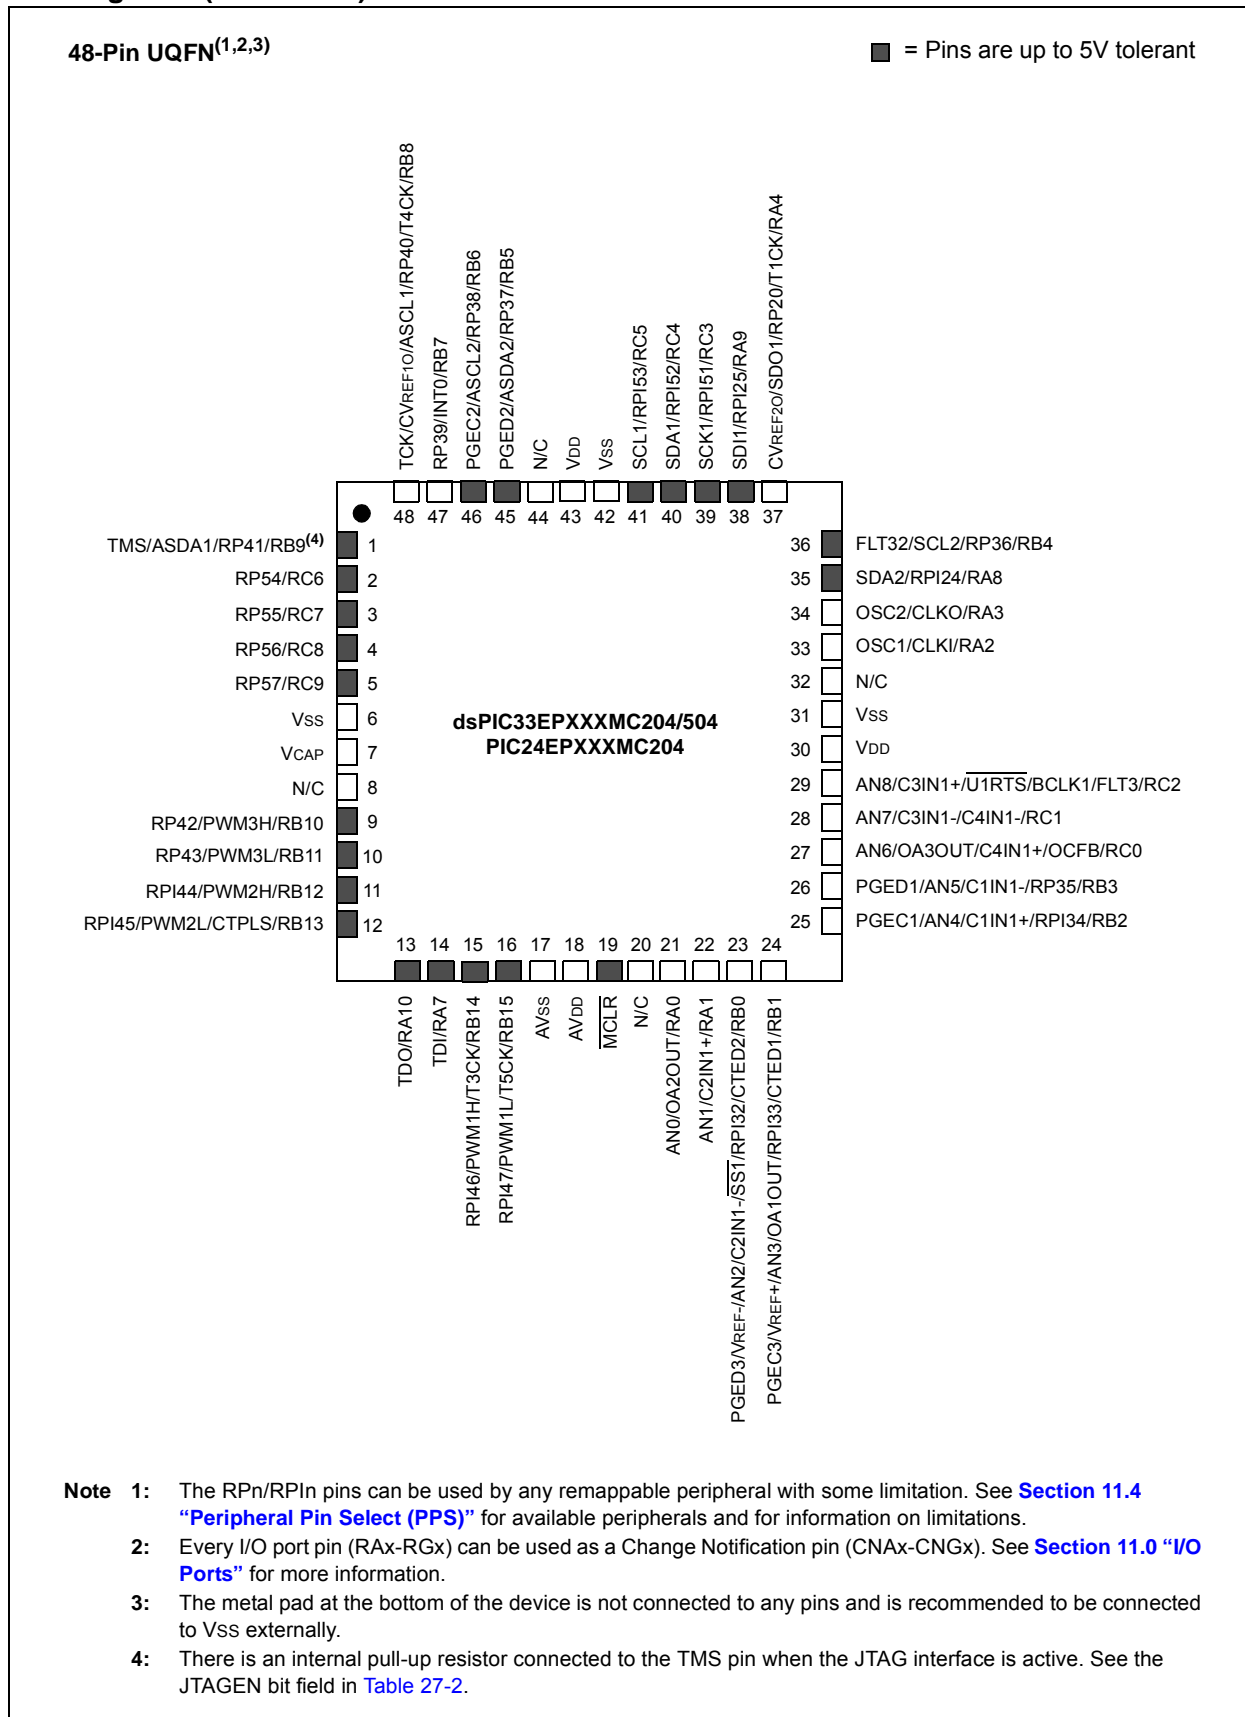 48-Pin UQFN(1,2,3)
= Pins are up to 5V tolerant
TCK/CVREF1O/ASCL1/RP40/T4CK/RB8
RP39/INT0/RB7
PGEC2/ASCL2/RP38/RB6
PGED2/ASDA2/RP37/RB5
N/C
VDD
VSS
SCL1/RPI53/RC5
SDA1/RPI52/RC4
SCK1/RPI51/RC3
SDI1/RPI25/RA9
CVREF2O/SDO1/RP20/T1CK/RA4
48 47 46 45 44 43 42 41 40 39 38 37
TMS/ASDA1/RP41/RB9(4) 1
RP54/RC6 2
RP55/RC7 3
RP56/RC8 4
RP57/RC9 5
VSS 6
VCAP 7
N/C 8
RP42/PWM3H/RB10 9
RP43/PWM3L/RB11 10
RPI44/PWM2H/RB12 11
RPI45/PWM2L/CTPLS/RB13 12
dsPIC33EPXXXMC204/504
PIC24EPXXXMC204
36 FLT32/SCL2/RP36/RB4
35 SDA2/RPI24/RA8
34 OSC2/CLKO/RA3
33 OSC1/CLKI/RA2
32 N/C
31 VSS
30 VDD
29 AN8/C3IN1+/U1RTS/BCLK1/FLT3/RC2
28 AN7/C3IN1-/C4IN1-/RC1
27 AN6/OA3OUT/C4IN1+/OCFB/RC0
26 PGED1/AN5/C1IN1-/RP35/RB3
25 PGEC1/AN4/C1IN1+/RPI34/RB2
13 14 15 16 17 18 19 20 21 22 23 24
TDO/RA10
TDI/RA7
RPI46/PWM1H/T3CK/RB14
RPI47/PWM1L/T5CK/RB15
AVSS
AVDD
MCLR
N/C
AN0/OA2OUT/RA0
AN1/C2IN1+/RA1
PGED3/VREF-/AN2/C2IN1-/SS1/RPI32/CTED2/RB0
PGEC3/VREF+/AN3/OA1OUT/RPI33/CTED1/RB1
Note 1: The RPn/RPIn pins can be used by any remappable peripheral with some limitation. See Section 11.4
“Peripheral Pin Select (PPS)” for available peripherals and for information on limitations.
2: Every I/O port pin (RAx-RGx) can be used as a Change Notification pin (CNAx-CNGx). See Section 11.0 “I/O
Ports” for more information.
3: The metal pad at the bottom of the device is not connected to any pins and is recommended to be connected
to VSS externally.
4: There is an internal pull-up resistor connected to the TMS pin when the JTAG interface is active. See the
JTAGEN bit field in Table 27-2.